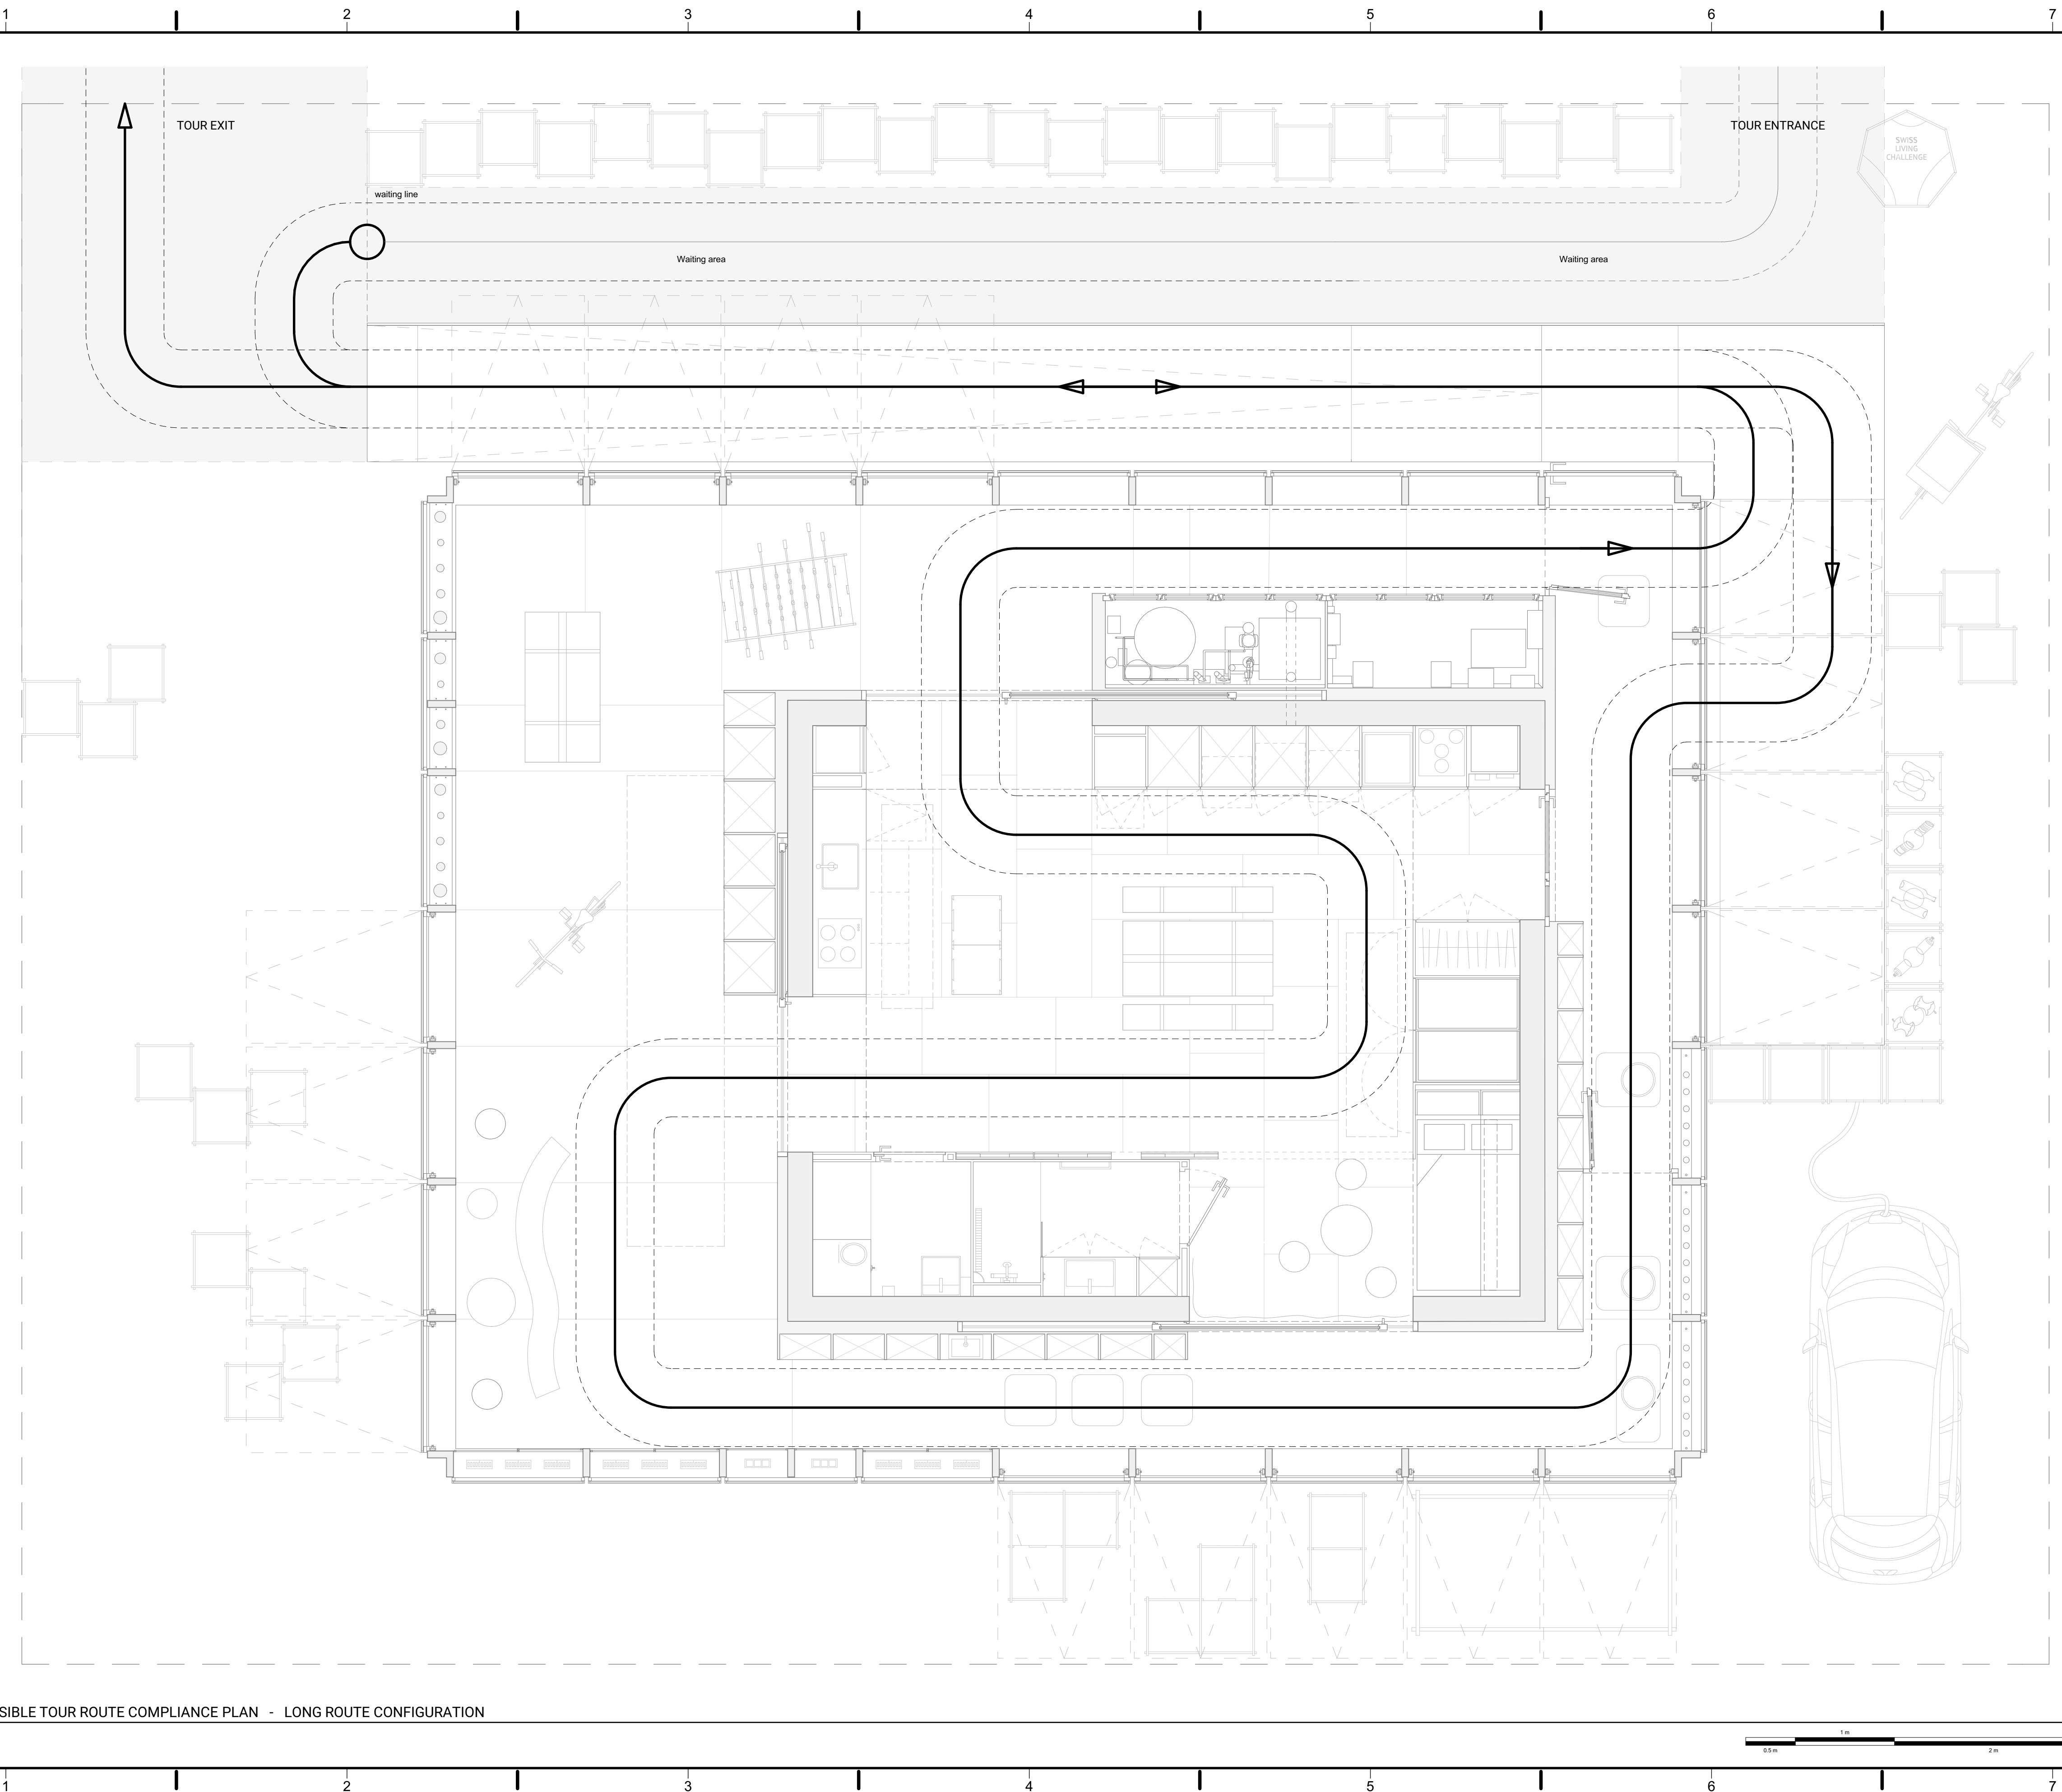 1 2 3 4 5 6 7
TOUR EXIT
TOUR ENTRANCE
SWISS
LIVING
CHALLENGE
waiting line
Waiting area
Waiting area
SIBLE TOUR ROUTE COMPLIANCE PLAN - LONG ROUTE CONFIGURATION
1 m
0.5 m
2 m
1 2 3 4 5 6 7